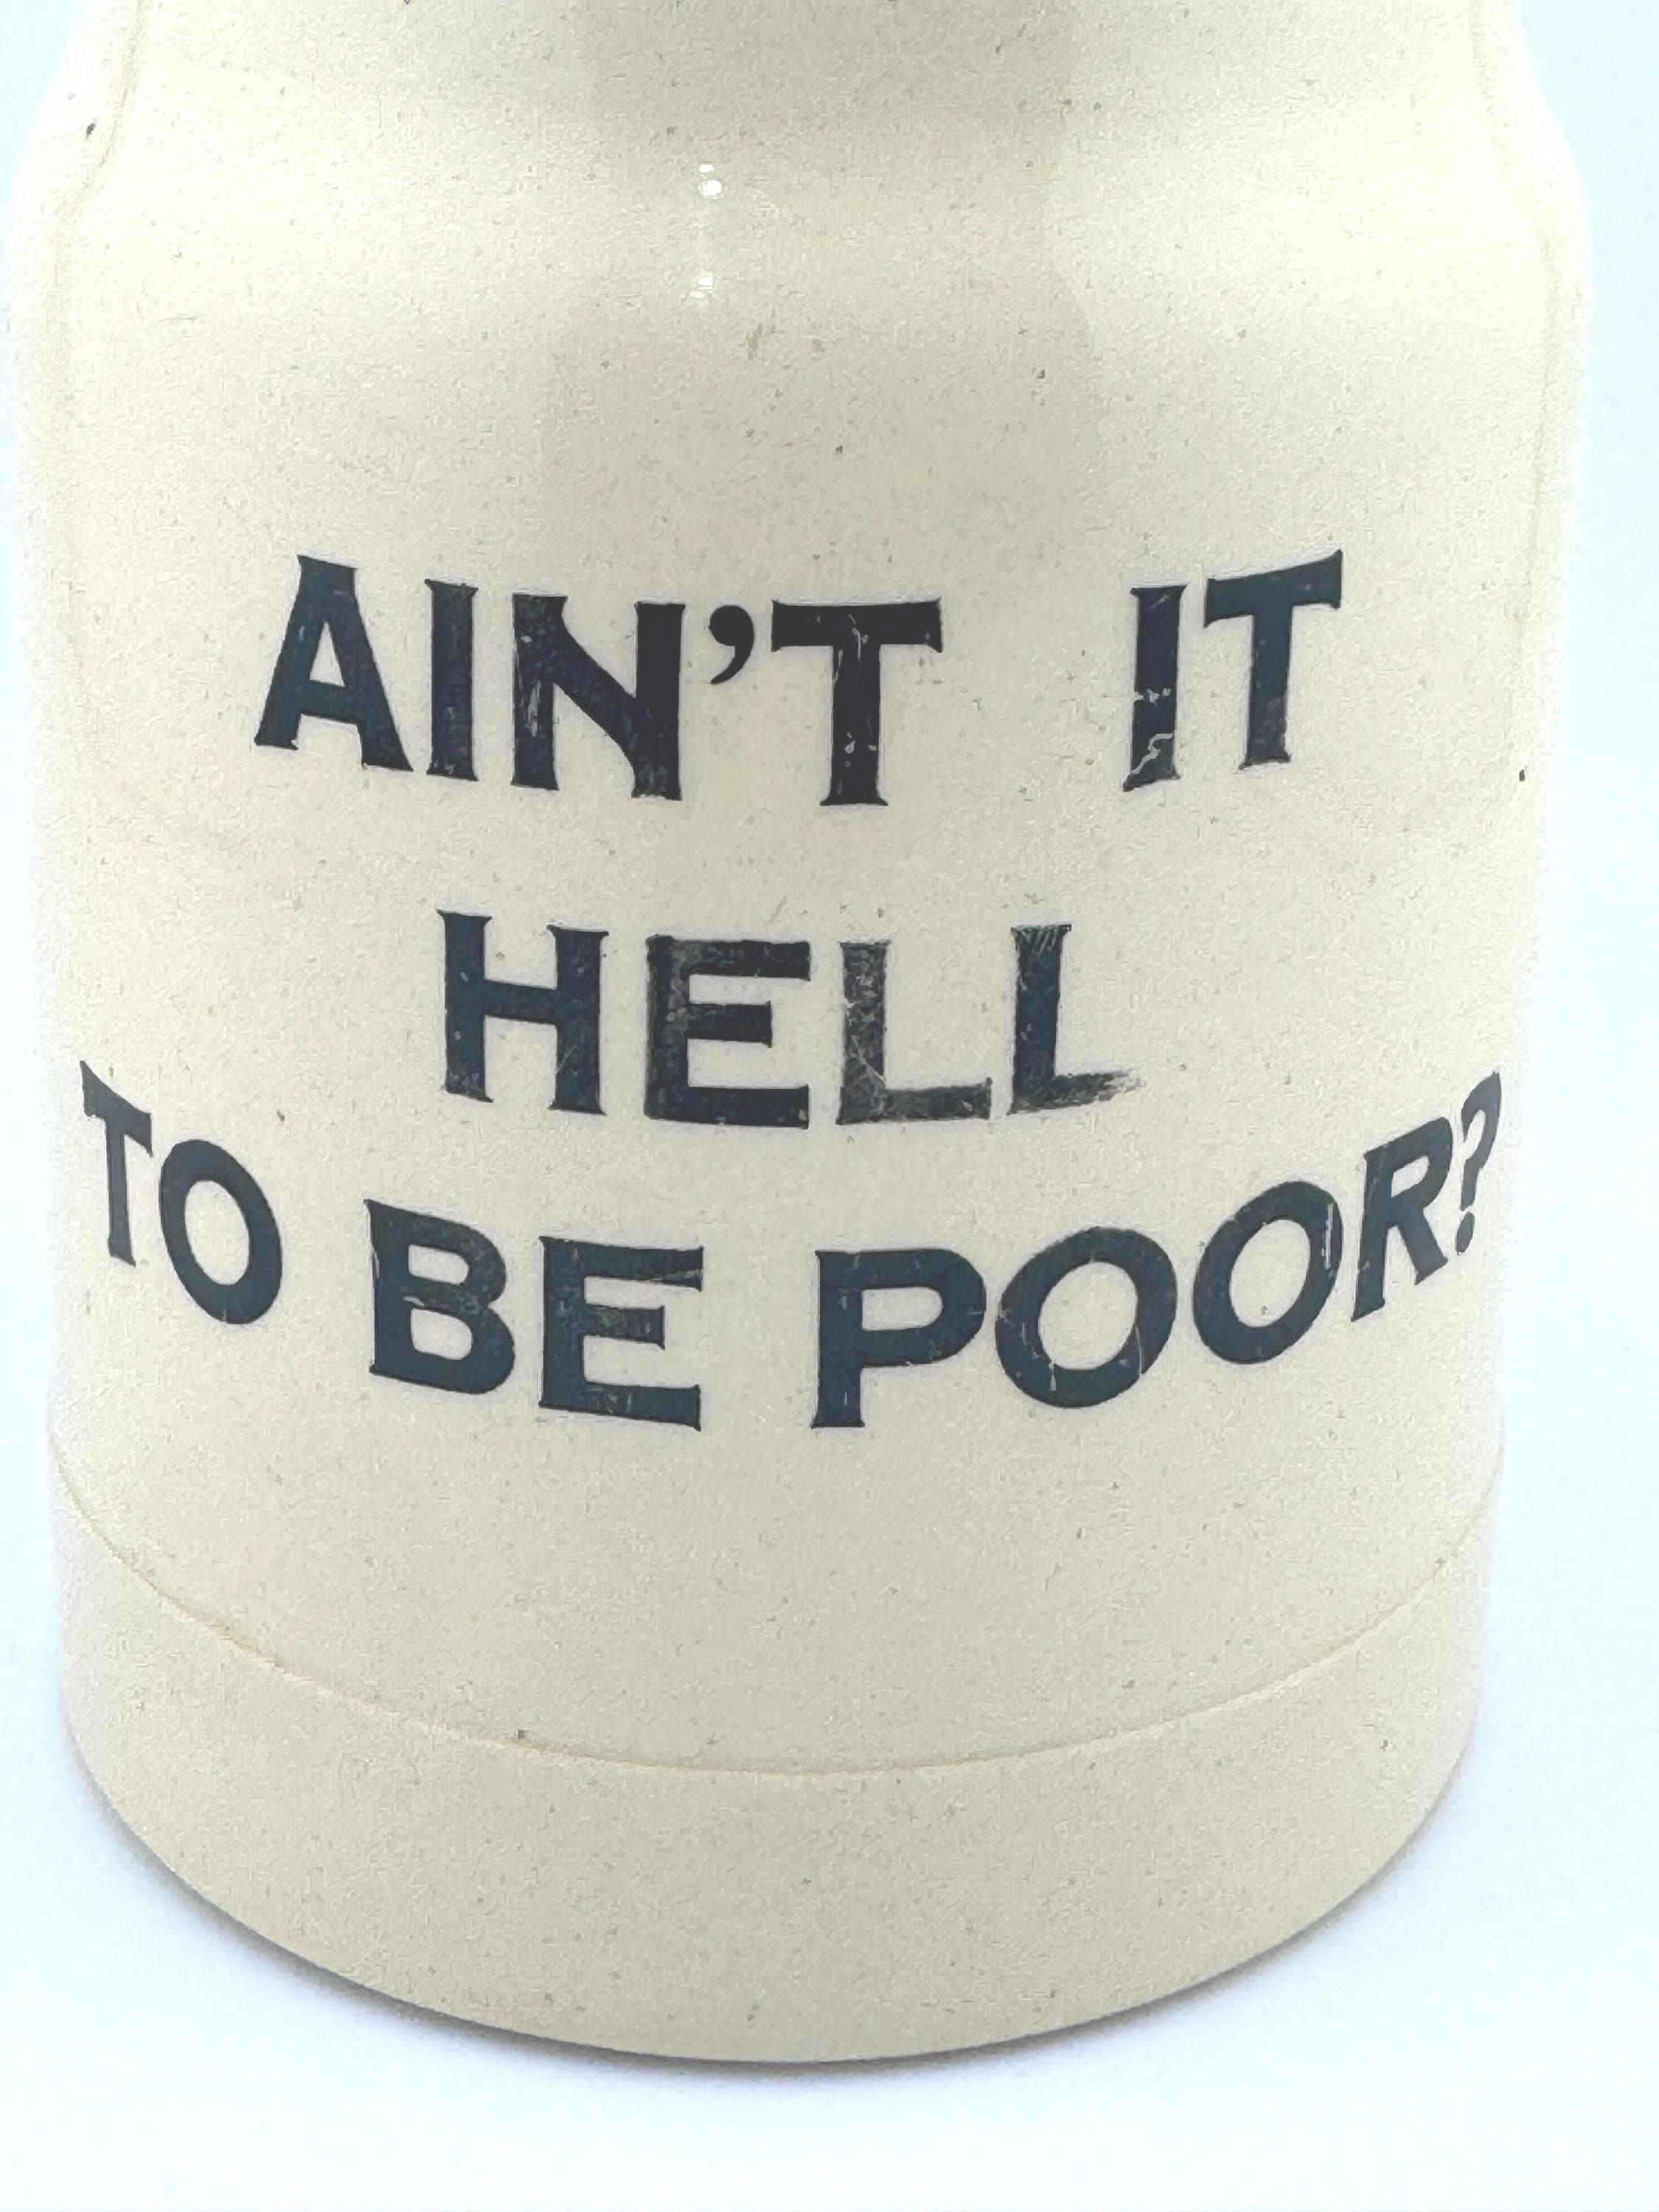 AIN'T IT
HELL
TO BE POOR?